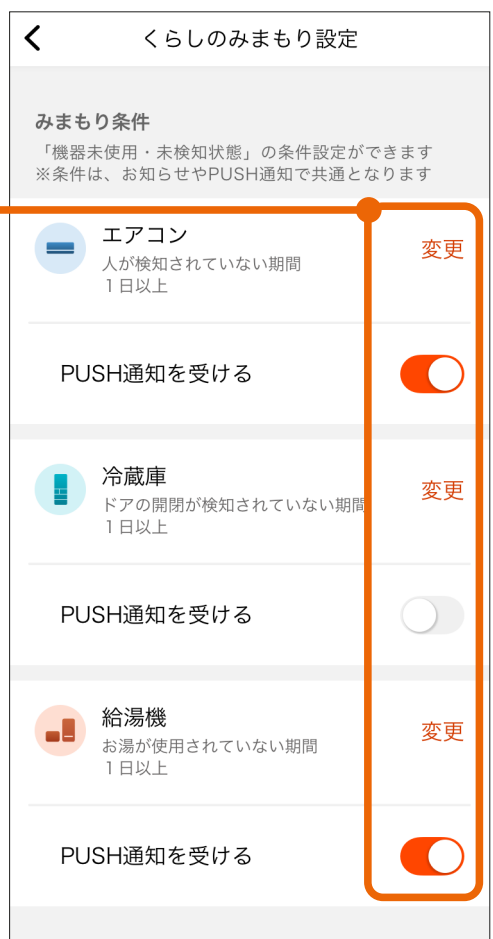 くらしのみまもり設定
みまもり条件
「機器未使用・未検知状態」の条件設定ができます
※条件は、お知らせやPUSH通知で共通となります
エアコン
変更
人が検知されていない期間
1日以上
PUSH通知を受ける
冷蔵庫
変更
ドアの開閉が検知されていない期間
1日以上
PUSH通知を受ける
給湯機
変更
お湯が使用されていない期間
1日以上
PUSH通知を受ける